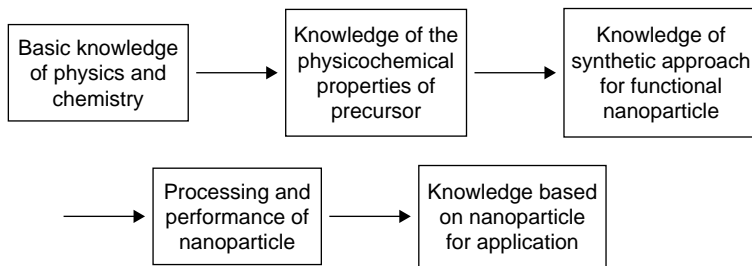 Basic knowledge
of physics and
chemistry
Knowledge of the
physicochemical
properties of
precursor
Knowledge of
synthetic approach
for functional
nanoparticle
Processing and
performance of
nanoparticle
Knowledge based
on nanoparticle
for application